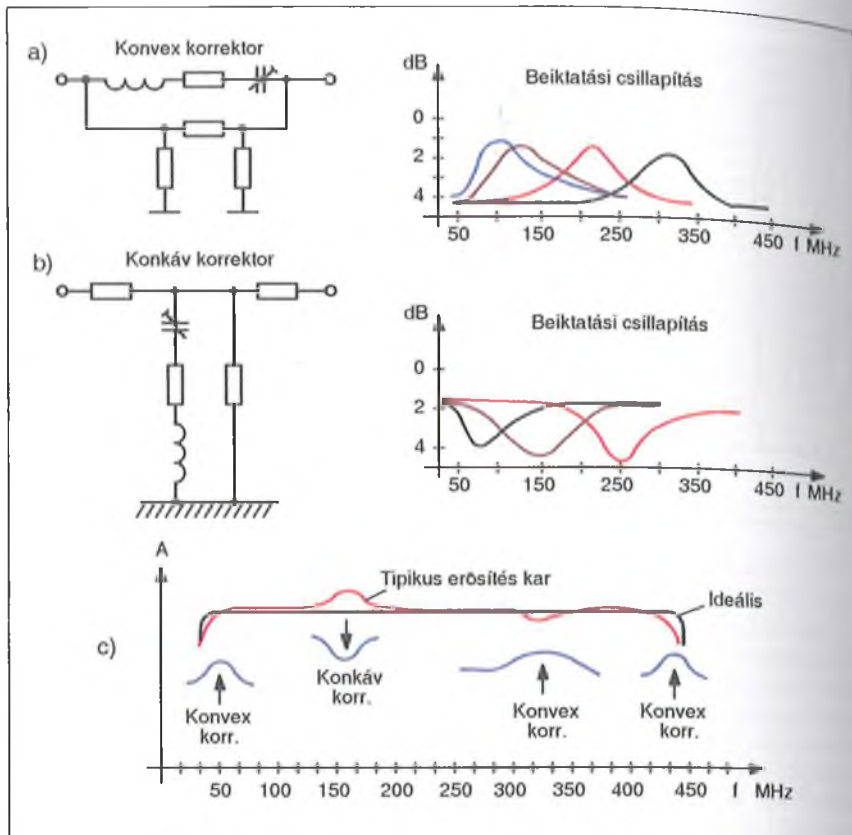 a)
Konvex korrektor
dB
Beiktatási csillapítás
0
2
4
50 150 250 350 450 f MHz
b)
Konkáv korrektor
dB
Beiktatási csillapítás
0
2
4
50 150 250 350 450 f MHz
c)
A
Tipikus erősítés kar
Ideális
Konvex
korr.
Konkáv
korr.
Konvex
korr.
Konvex
korr.
50 100 150 200 250 300 350 400 450 f MHz